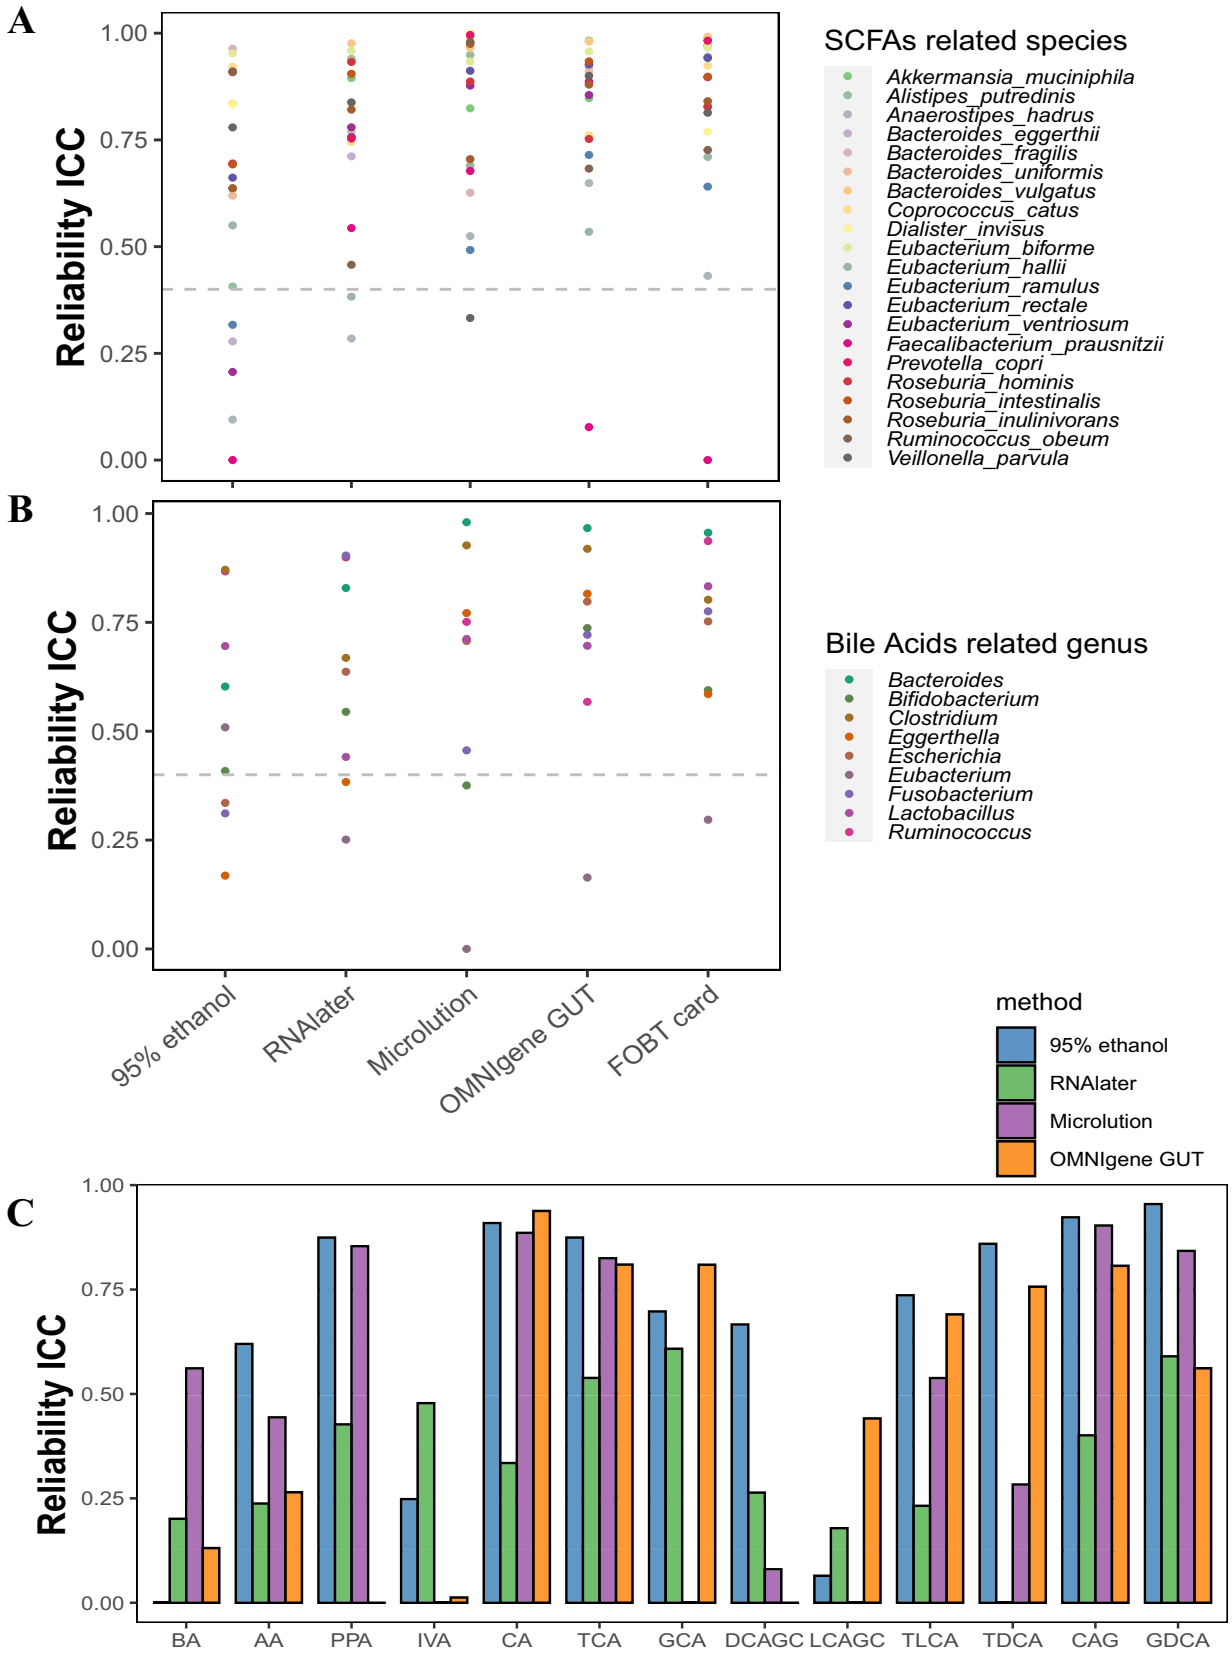 A
Reliability ICC
1.00
0.75
0.50
0.25
0.00
SCFAs related species
Akkermansia_muciniphila
Alistipes_putredinis
Anaerostipes_hadrus
Bacteroides_eggerthii
Bacteroides_fragilis
Bacteroides_uniformis
Bacteroides_vulgatus
Coprococcus_catus
Dialister_invisus
Eubacterium_biforme
Eubacterium_hallii
Eubacterium_ramulus
Eubacterium_rectale
Eubacterium_ventriosum
Faecalibacterium_prausnitzii
Prevotella_copri
Roseburia_hominis
Roseburia_intestinalis
Roseburia_inulinivorans
Ruminococcus_obeum
Veillonella_parvula
B
Reliability ICC
1.00
0.75
0.50
0.25
0.00
95% ethanol
RNAlater
Microlution
OMNIgene GUT
FOBT card
Bile Acids related genus
Bacteroides
Bifidobacterium
Clostridium
Eggerthella
Escherichia
Eubacterium
Fusobacterium
Lactobacillus
Ruminococcus
method
95% ethanol
RNAlater
Microlution
OMNIgene GUT
C
Reliability ICC
1.00
0.75
0.50
0.25
0.00
BA AA PPA IVA CA TCA GCA DCAGC LCAGC TLCA TDCA CAG GDCA